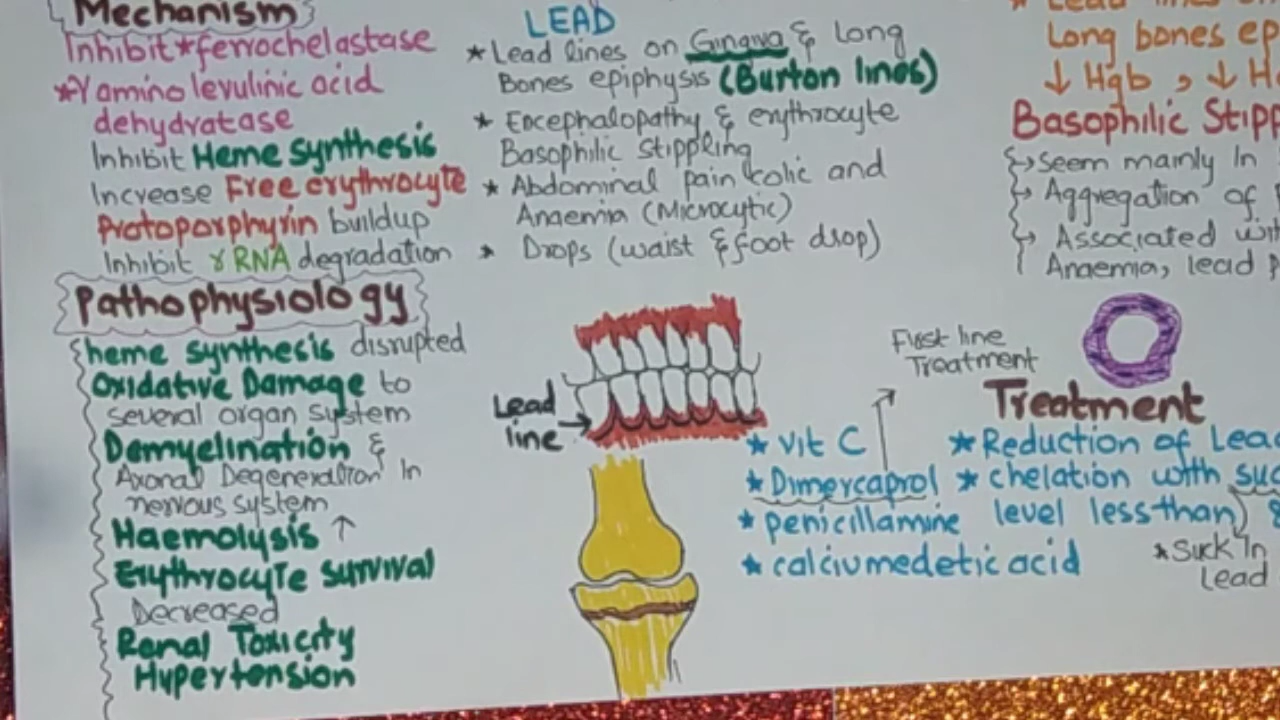 Mechanism
Inhibit *ferrochelastase
*γ amino levulinic acid
dehydratase
Inhibit Heme synthesis
Increase Free erythrocyte
Protoporphyrin buildup
Inhibit rRNA degradation
Pathophysiology
heme synthesis disrupted
Oxidative Damage to
several organ system
Demyelination &
Axonal Degeneration In
nervous system
Haemolysis ↑
Erythrocyte survival
Decreased
Renal Toxicity
Hypertension
LEAD
*Lead lines on Gingiva & Long
Bones epiphysis (Burton lines)
* Encephalopathy & erythrocyte
Basophilic Stippling
* Abdominal pain kolic and
Anaemia (Microcytic)
* Drops (waist & foot drop)
Lead
line
Long bones ep
↓ Hgb , ↓ H
Basophilic Stipp
Seem mainly In
Aggregation of
Associated wit
Anaemia, lead p
First line
Treatment
Treatment
* Vit C
* Dimercaprol
* penicillamine
* calciumedetic acid
*Reduction of Lea
* chelation with suc
level less than
*Suck In
Lead